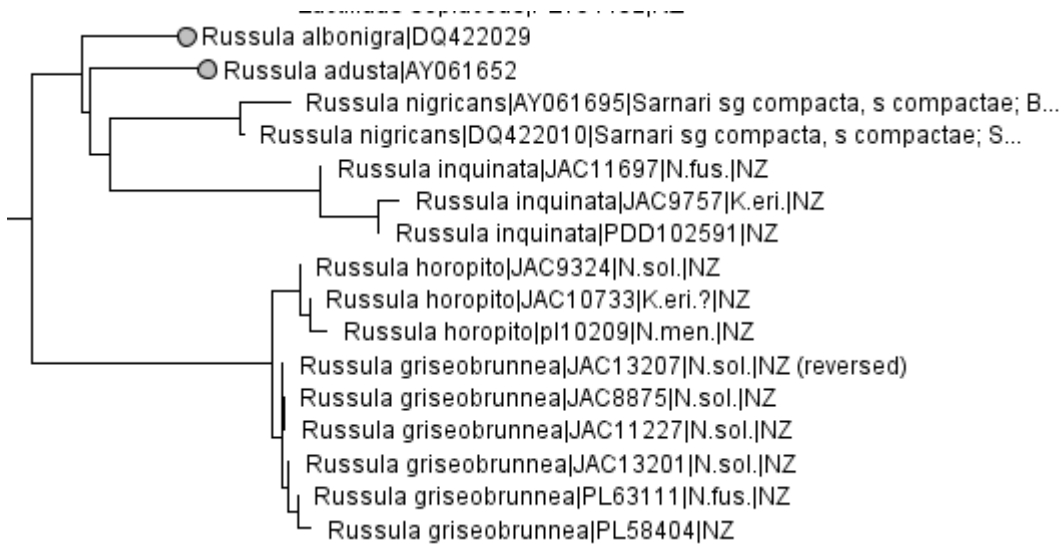 Russula albonigra|DQ422029
Russula adusta|AY061652
Russula nigricans|AY061695|Sarnari sg compacta, s compactae; B...
Russula nigricans|DQ422010|Sarnari sg compacta, s compactae; S...
Russula inquinata|JAC11697|N.fus.|NZ
Russula inquinata|JAC9757|K.eri.|NZ
Russula inquinata|PDD102591|NZ
Russula horopito|JAC9324|N.sol.|NZ
Russula horopito|JAC10733|K.eri.?|NZ
Russula horopito|pl10209|N.men.|NZ
Russula griseobrunnea|JAC13207|N.sol.|NZ (reversed)
Russula griseobrunnea|JAC8875|N.sol.|NZ
Russula griseobrunnea|JAC11227|N.sol.|NZ
Russula griseobrunnea|JAC13201|N.sol.|NZ
Russula griseobrunnea|PL63111|N.fus.|NZ
Russula griseobrunnea|PL58404|NZ